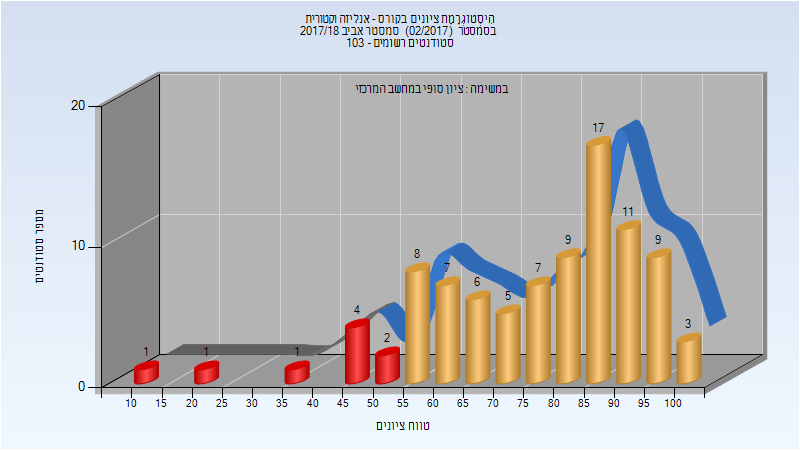 היסטוגרמת ציונים בקורס - אנליזה וקטורית
בסמסטר (02/2017) סמסטר אביב 2017/18
סטודנטים רשומים - 103
במשימה : ציון סופי במחשב המרכזי
מספר סטודנטים
20
10
0
1
1
1
4
2
8
7
6
5
7
9
17
11
9
3
10 15 20 25 30 35 40 45 50 55 60 65 70 75 80 85 90 95 100
טווח ציונים